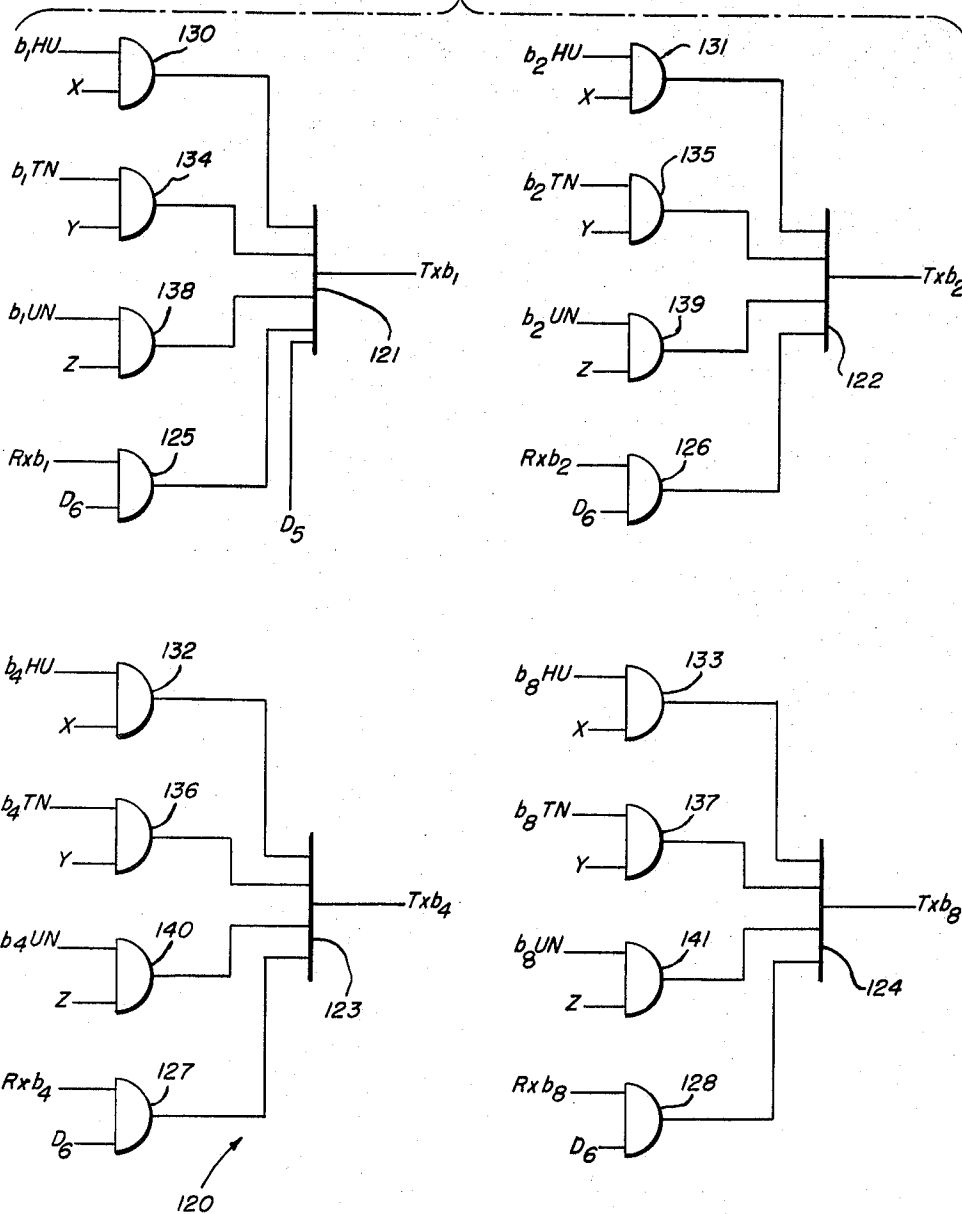 b₁HU
130
X
b₁TN
134
Y
b₁UN
138
Z
Rxb₁
125
D₆
D₅
121
Txb₁
b₂HU
131
X
b₂TN
135
Y
b₂UN
139
Z
Rxb₂
126
D₆
122
Txb₂
b₄HU
132
X
b₄TN
136
Y
b₄UN
140
Z
Rxb₄
127
D₆
123
Txb₄
120
b₈HU
133
X
b₈TN
137
Y
b₈UN
141
Z
Rxb₈
128
D₆
124
Txb₈